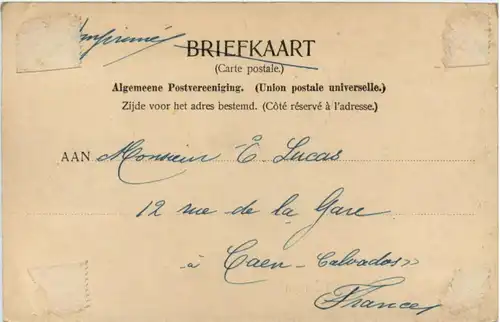 Imprimé
BRIEFKAART
(Carte postale.)
Algemeene Postvereeniging. (Union postale universelle.)
Zijde voor het adres bestemd. (Côté réservé à l'adresse.)
AAN Monsieur E. Lucas
12 rue de la Gare
à Caen - Calvados
France